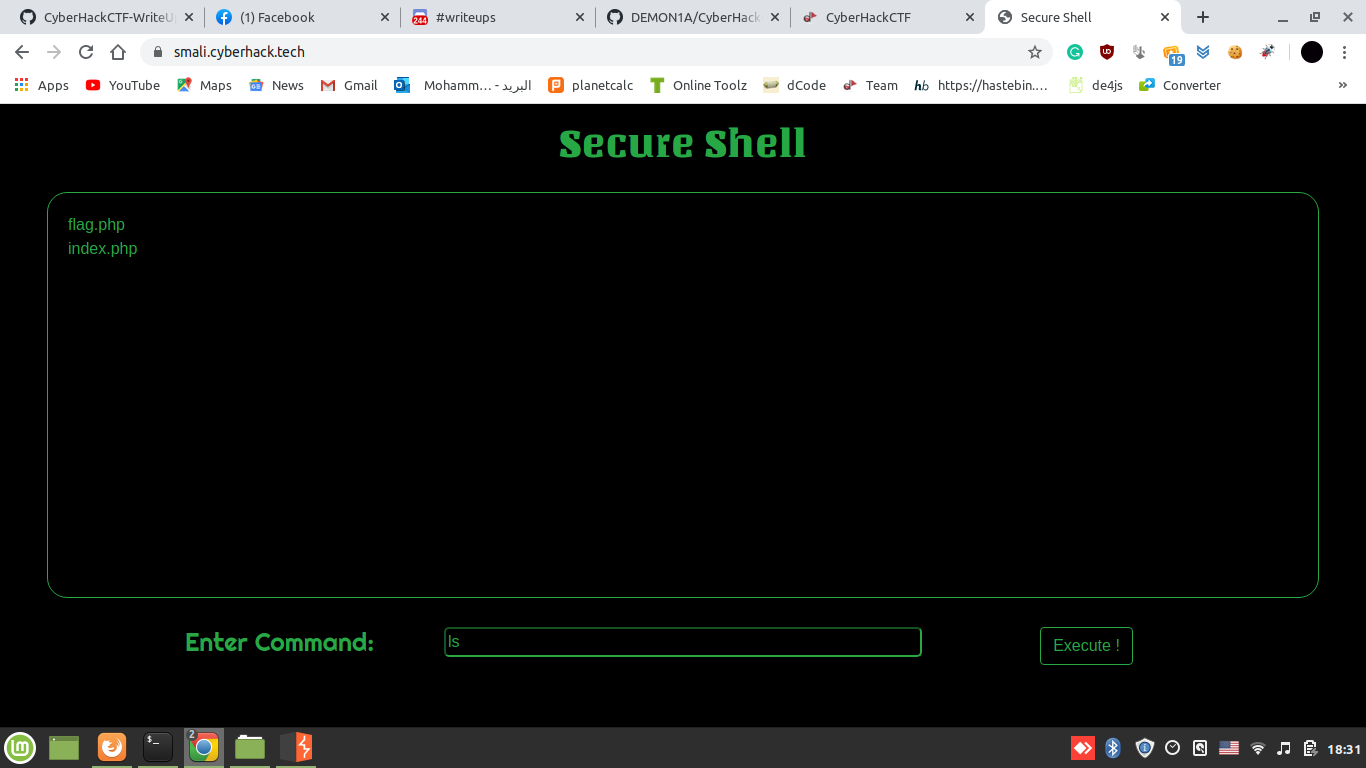 CyberHackCTF-WriteU
(1) Facebook
#writeups
DEMON1A/CyberHack
CyberHackCTF
Secure Shell
smali.cyberhack.tech
19
Apps
YouTube
Maps
News
Gmail
Mohamm… - البريد
planetcalc
Online Toolz
dCode
Team
hb https://hastebin.…
de4js
Converter
»
Secure Shell
flag.php
index.php
Enter Command:
ls
Execute !
2
18:31
244